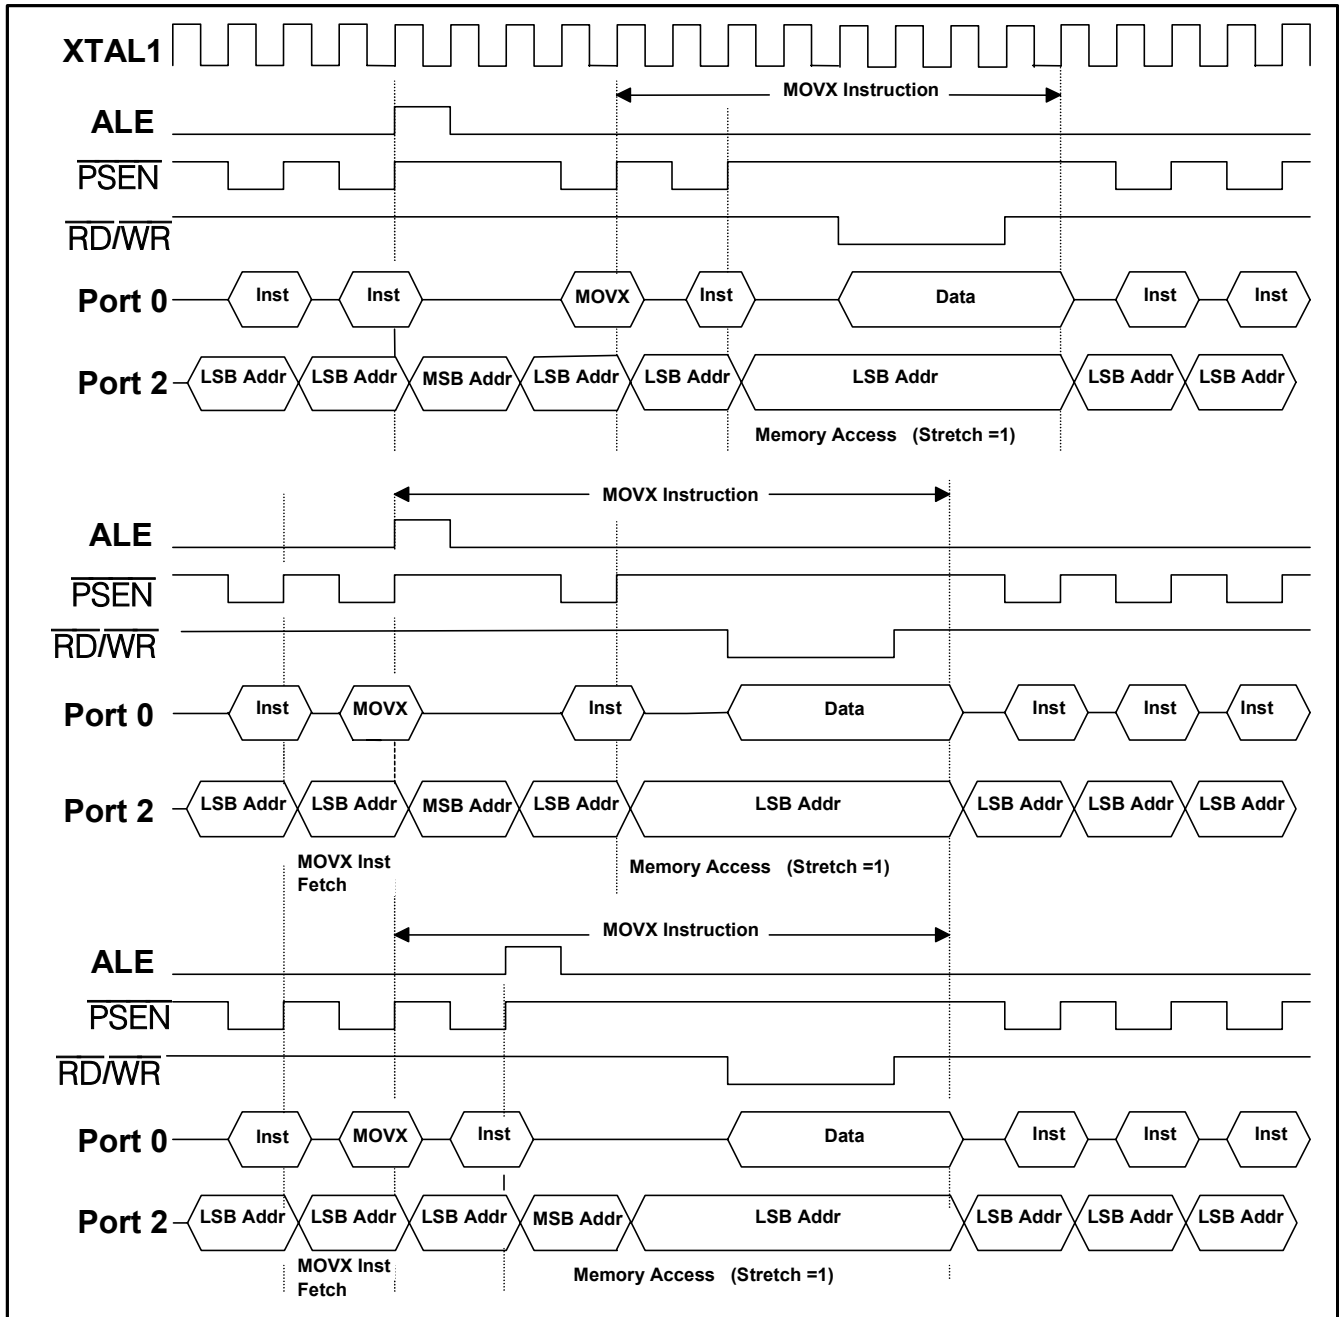 XTAL1
MOVX Instruction
ALE
PSEN
RD/WR
Port 0 Inst Inst MOVX Inst Data Inst Inst
Port 2 LSB Addr LSB Addr MSB Addr LSB Addr LSB Addr LSB Addr LSB Addr LSB Addr
Memory Access (Stretch =1)
MOVX Instruction
ALE
PSEN
RD/WR
Port 0 Inst MOVX Inst Data Inst Inst Inst
Port 2 LSB Addr LSB Addr MSB Addr LSB Addr LSB Addr LSB Addr LSB Addr LSB Addr
MOVX Inst
Fetch
Memory Access (Stretch =1)
MOVX Instruction
ALE
PSEN
RD/WR
Port 0 Inst MOVX Inst Data Inst Inst Inst
Port 2 LSB Addr LSB Addr LSB Addr MSB Addr LSB Addr LSB Addr LSB Addr LSB Addr
MOVX Inst
Fetch
Memory Access (Stretch =1)